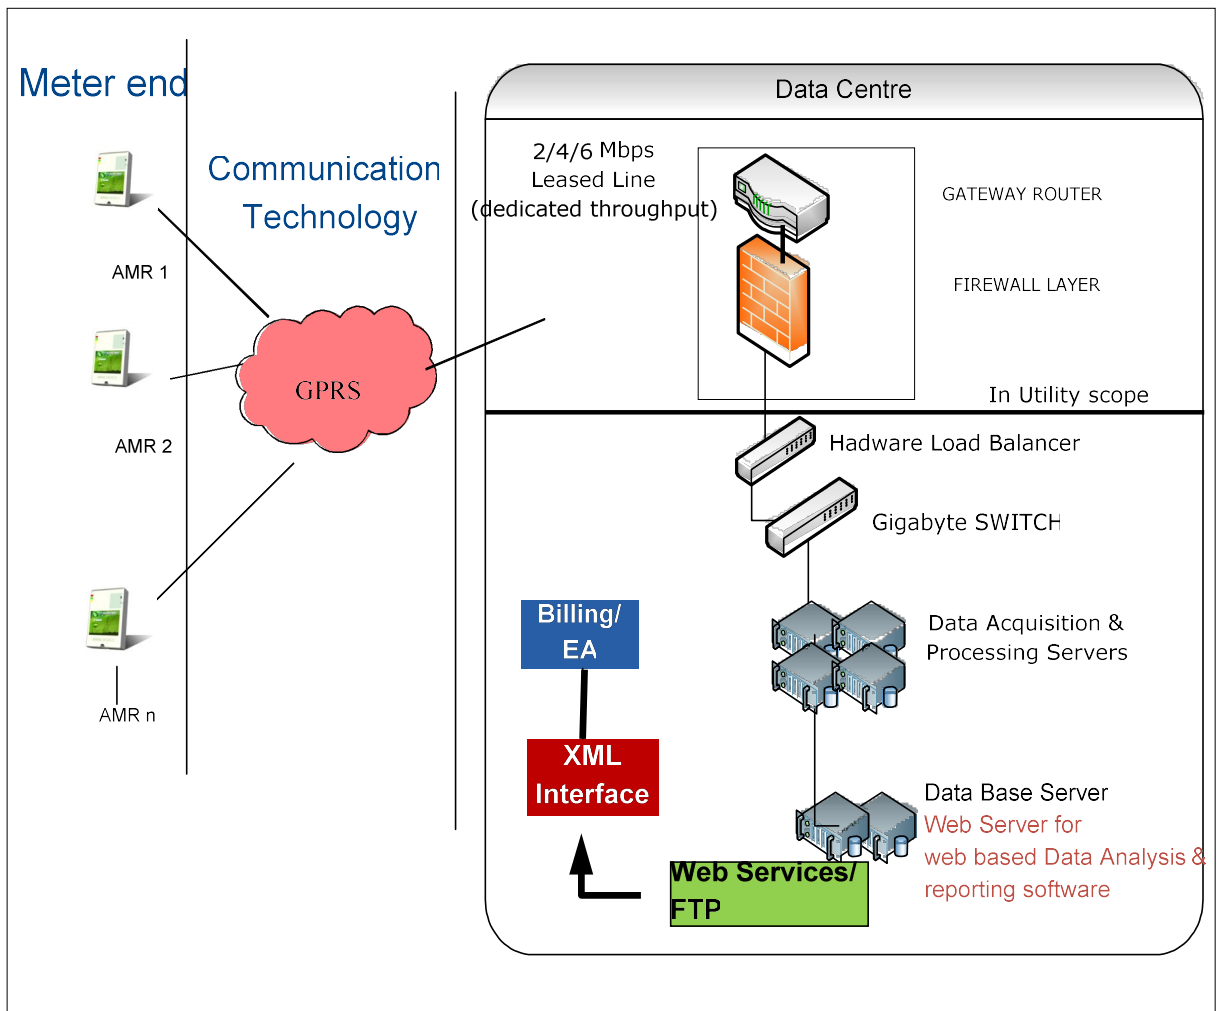 Meter end
Communication
Technology
AMR 1
AMR 2
AMR n
GPRS
Data Centre
2/4/6 Mbps
Leased Line
(dedicated throughput)
GATEWAY ROUTER
FIREWALL LAYER
In Utility scope
Hadware Load Balancer
Gigabyte SWITCH
Data Acquisition &
Processing Servers
Billing/
EA
XML
Interface
Data Base Server
Web Server for
web based Data Analysis &
reporting software
Web Services/
FTP